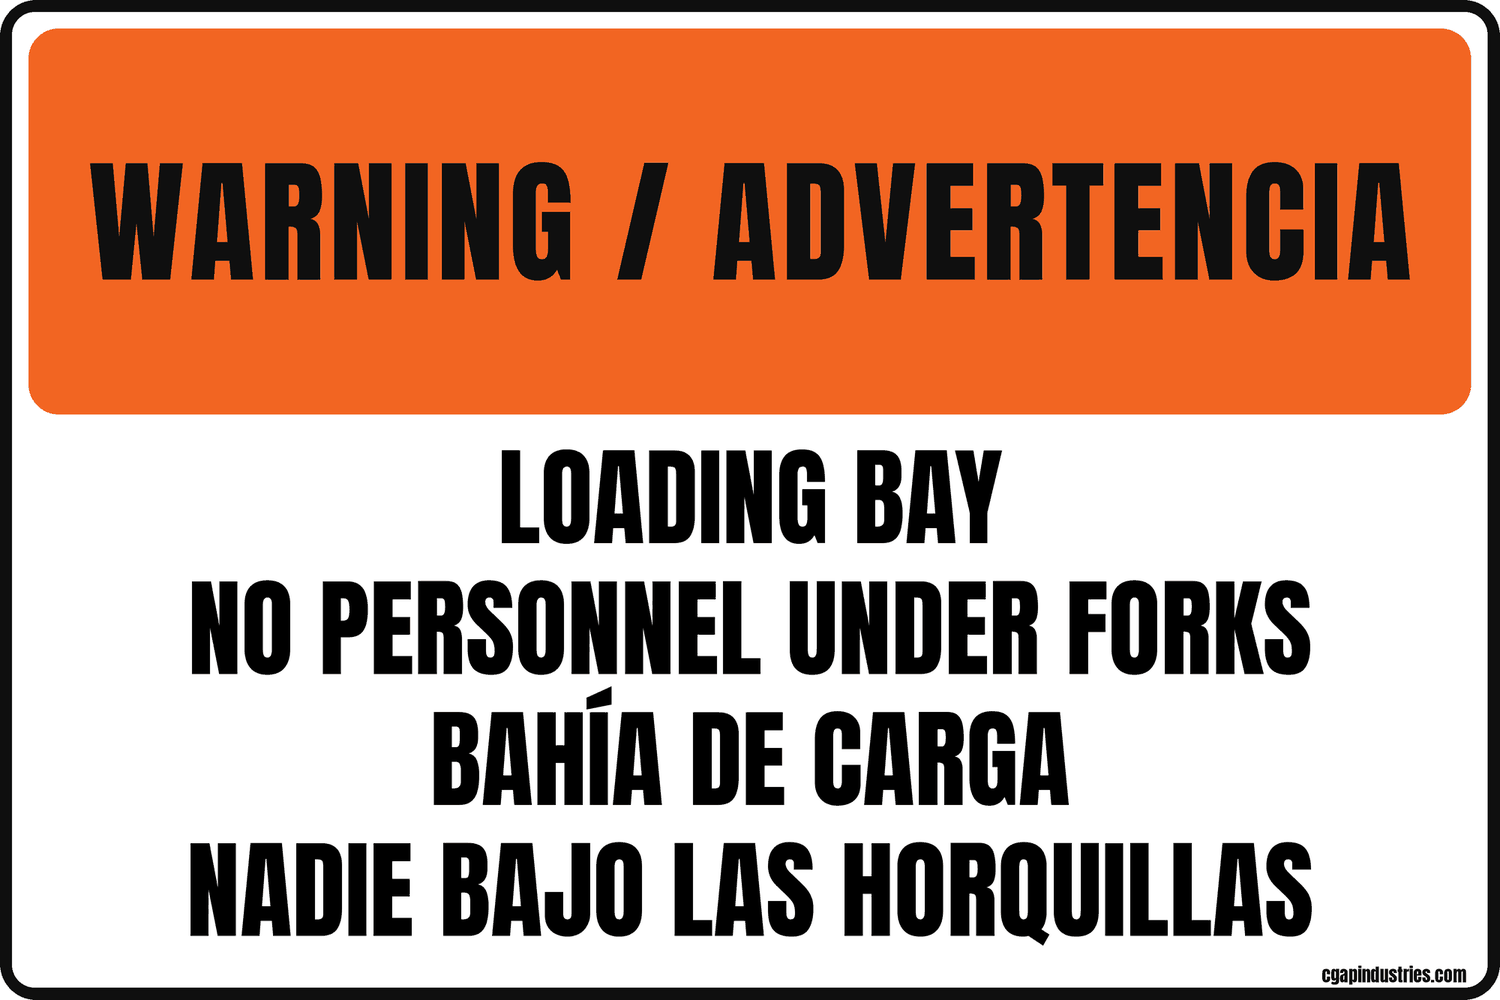 WARNING / ADVERTENCIA
LOADING BAY
NO PERSONNEL UNDER FORKS
BAHÍA DE CARGA
NADIE BAJO LAS HORQUILLAS
cgapindustries.com